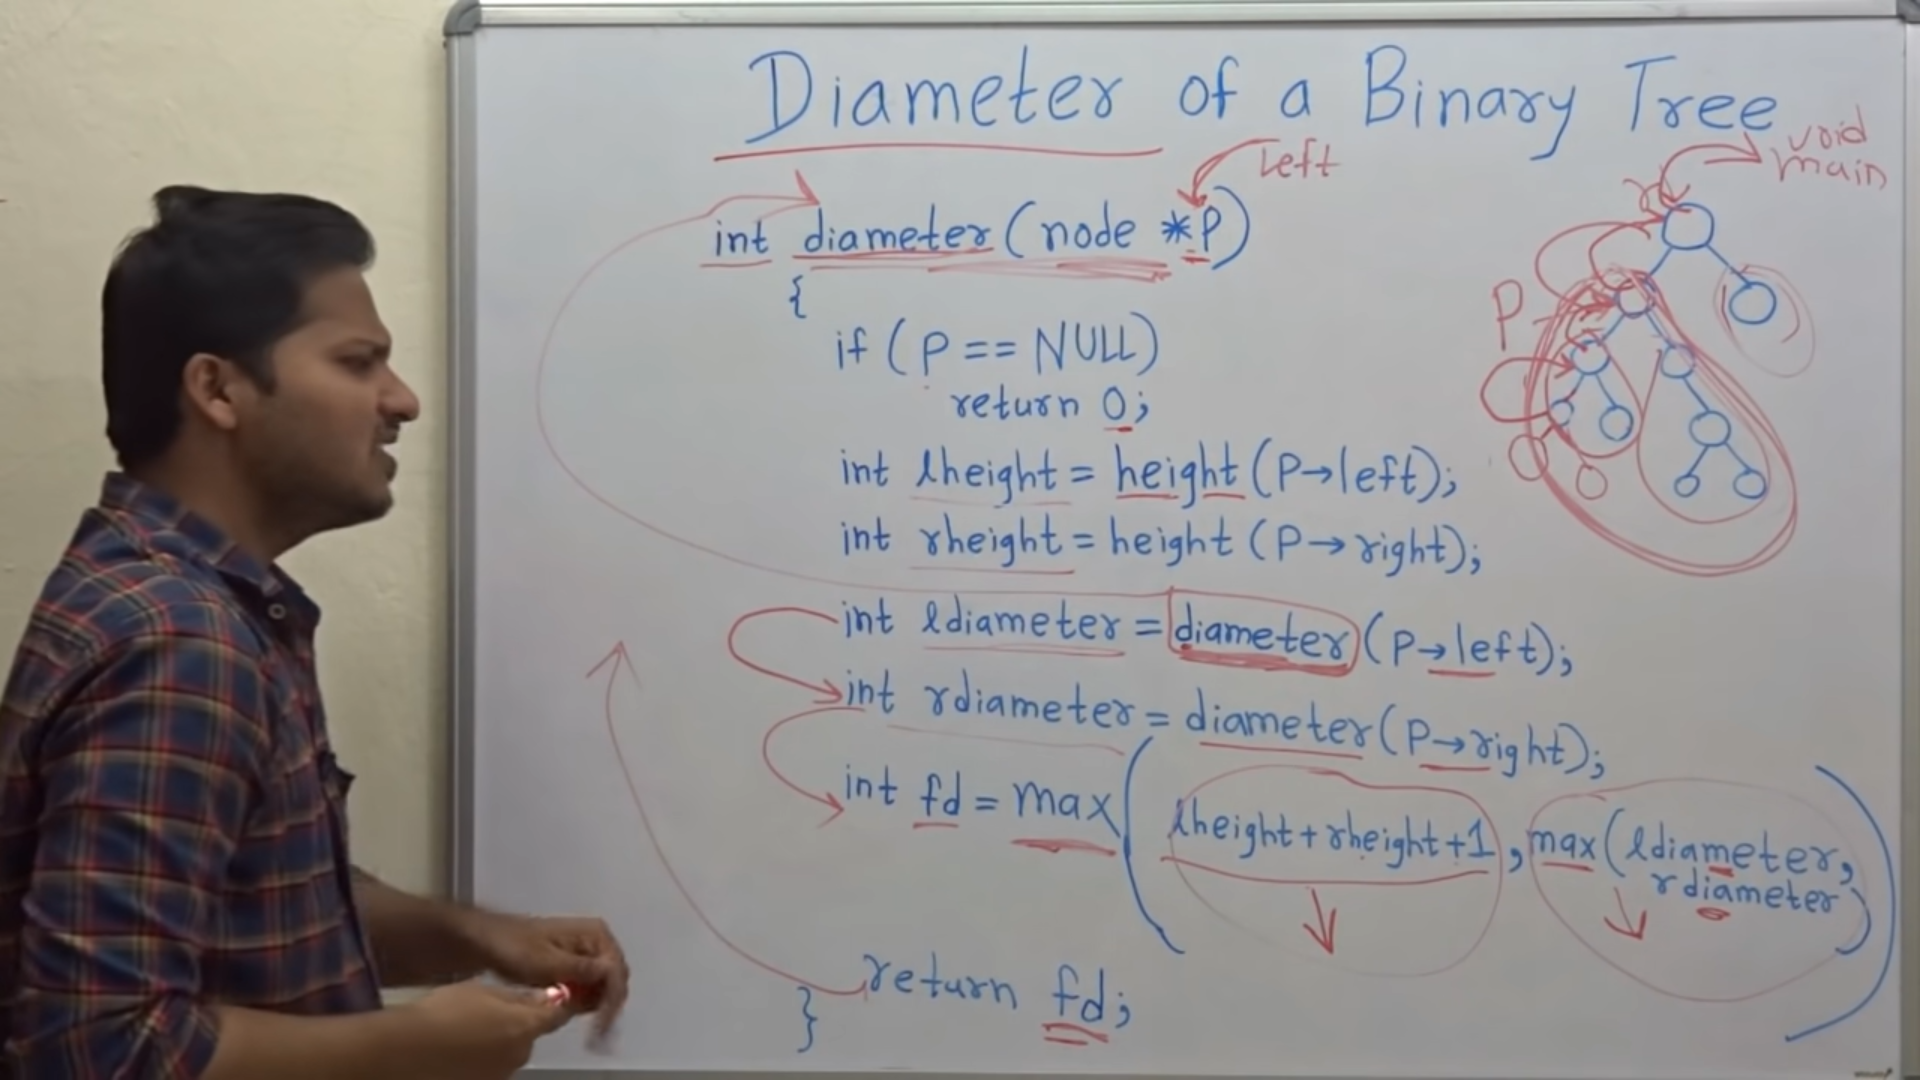 Diameter of a Binary Tree
void
main
left
int diameter (node *P)
{
if (P == NULL)
return 0;
int lheight = height (P→left);
int rheight = height (P→right);
int ldiameter = diameter (P→left);
int rdiameter = diameter (P→right);
int fd = max (lheight + rheight +1, max (ldiameter,
rdiameter))
return fd;
}
P